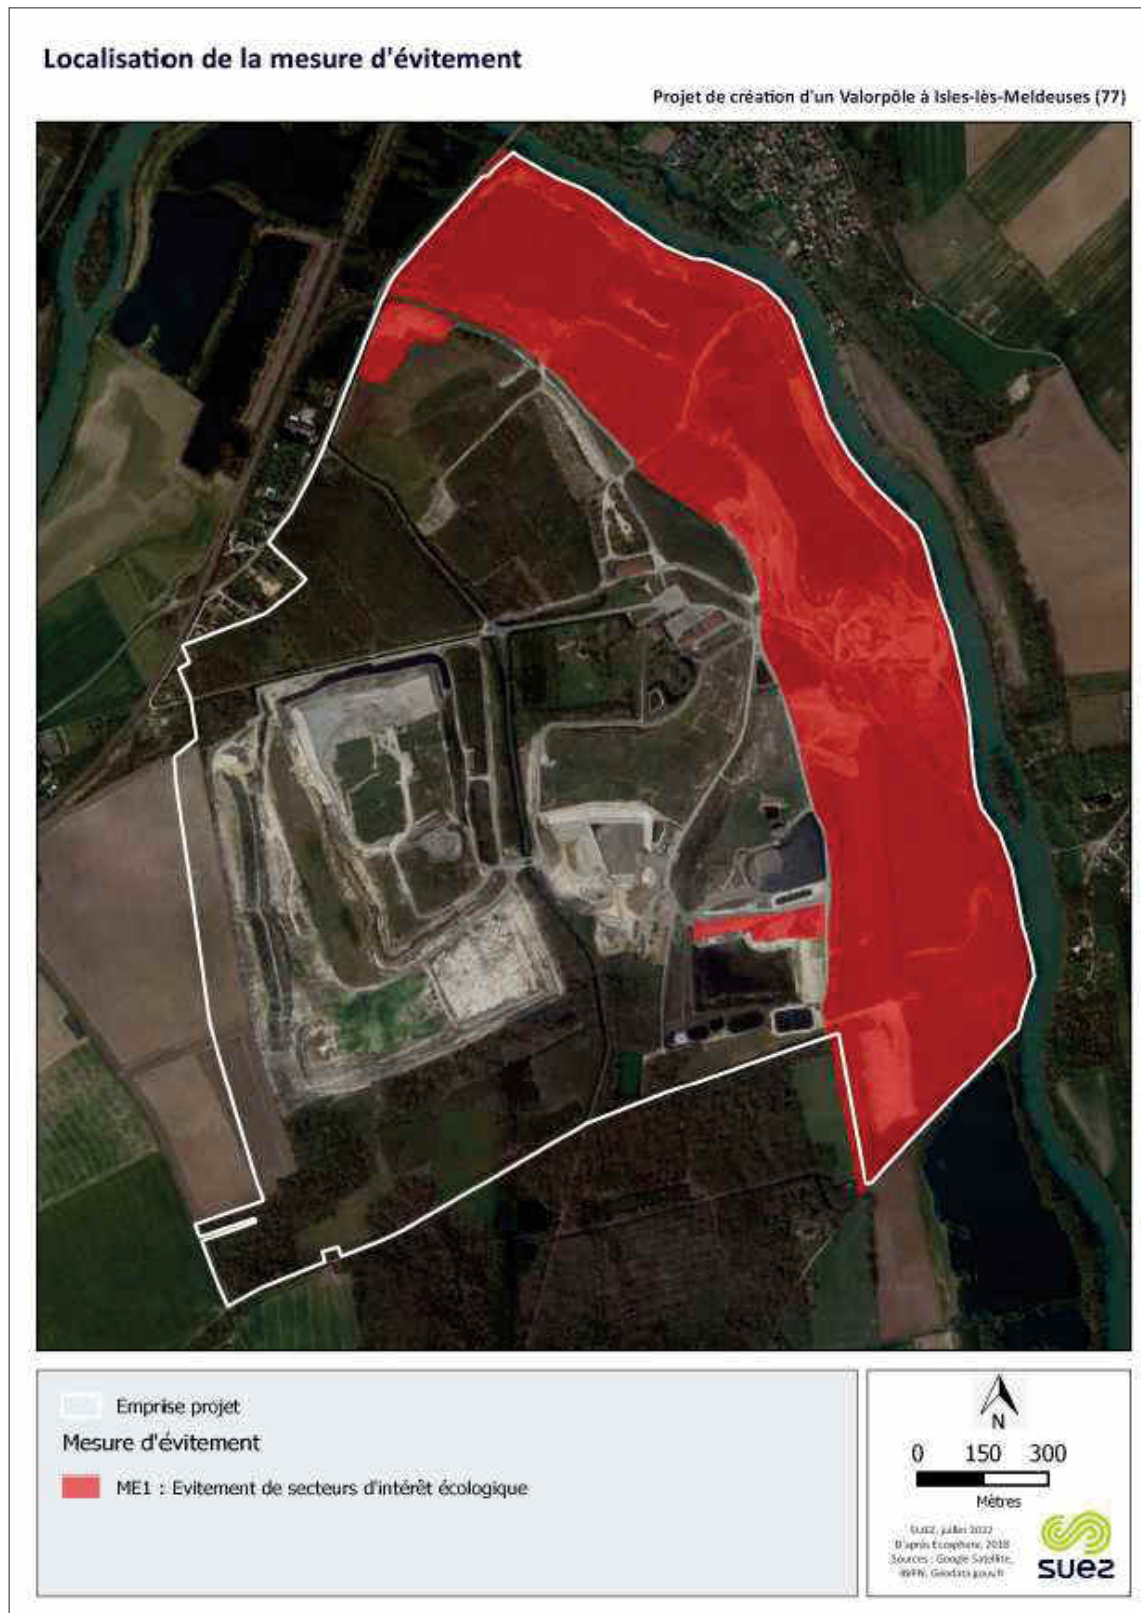 Localisation de la mesure d'évitement
Projet de création d'un Valorpôle à Isles-lès-Meldeuses (77)
Emprise projet
Mesure d'évitement
ME1 : Evitement de secteurs d'intérêt écologique
N
0 150 300
Mètres
SUEZ, juillet 2022
D'après Ecosphère, 2018
Sources : Google Satellite,
INPN, Geodata.gouv.fr
suez